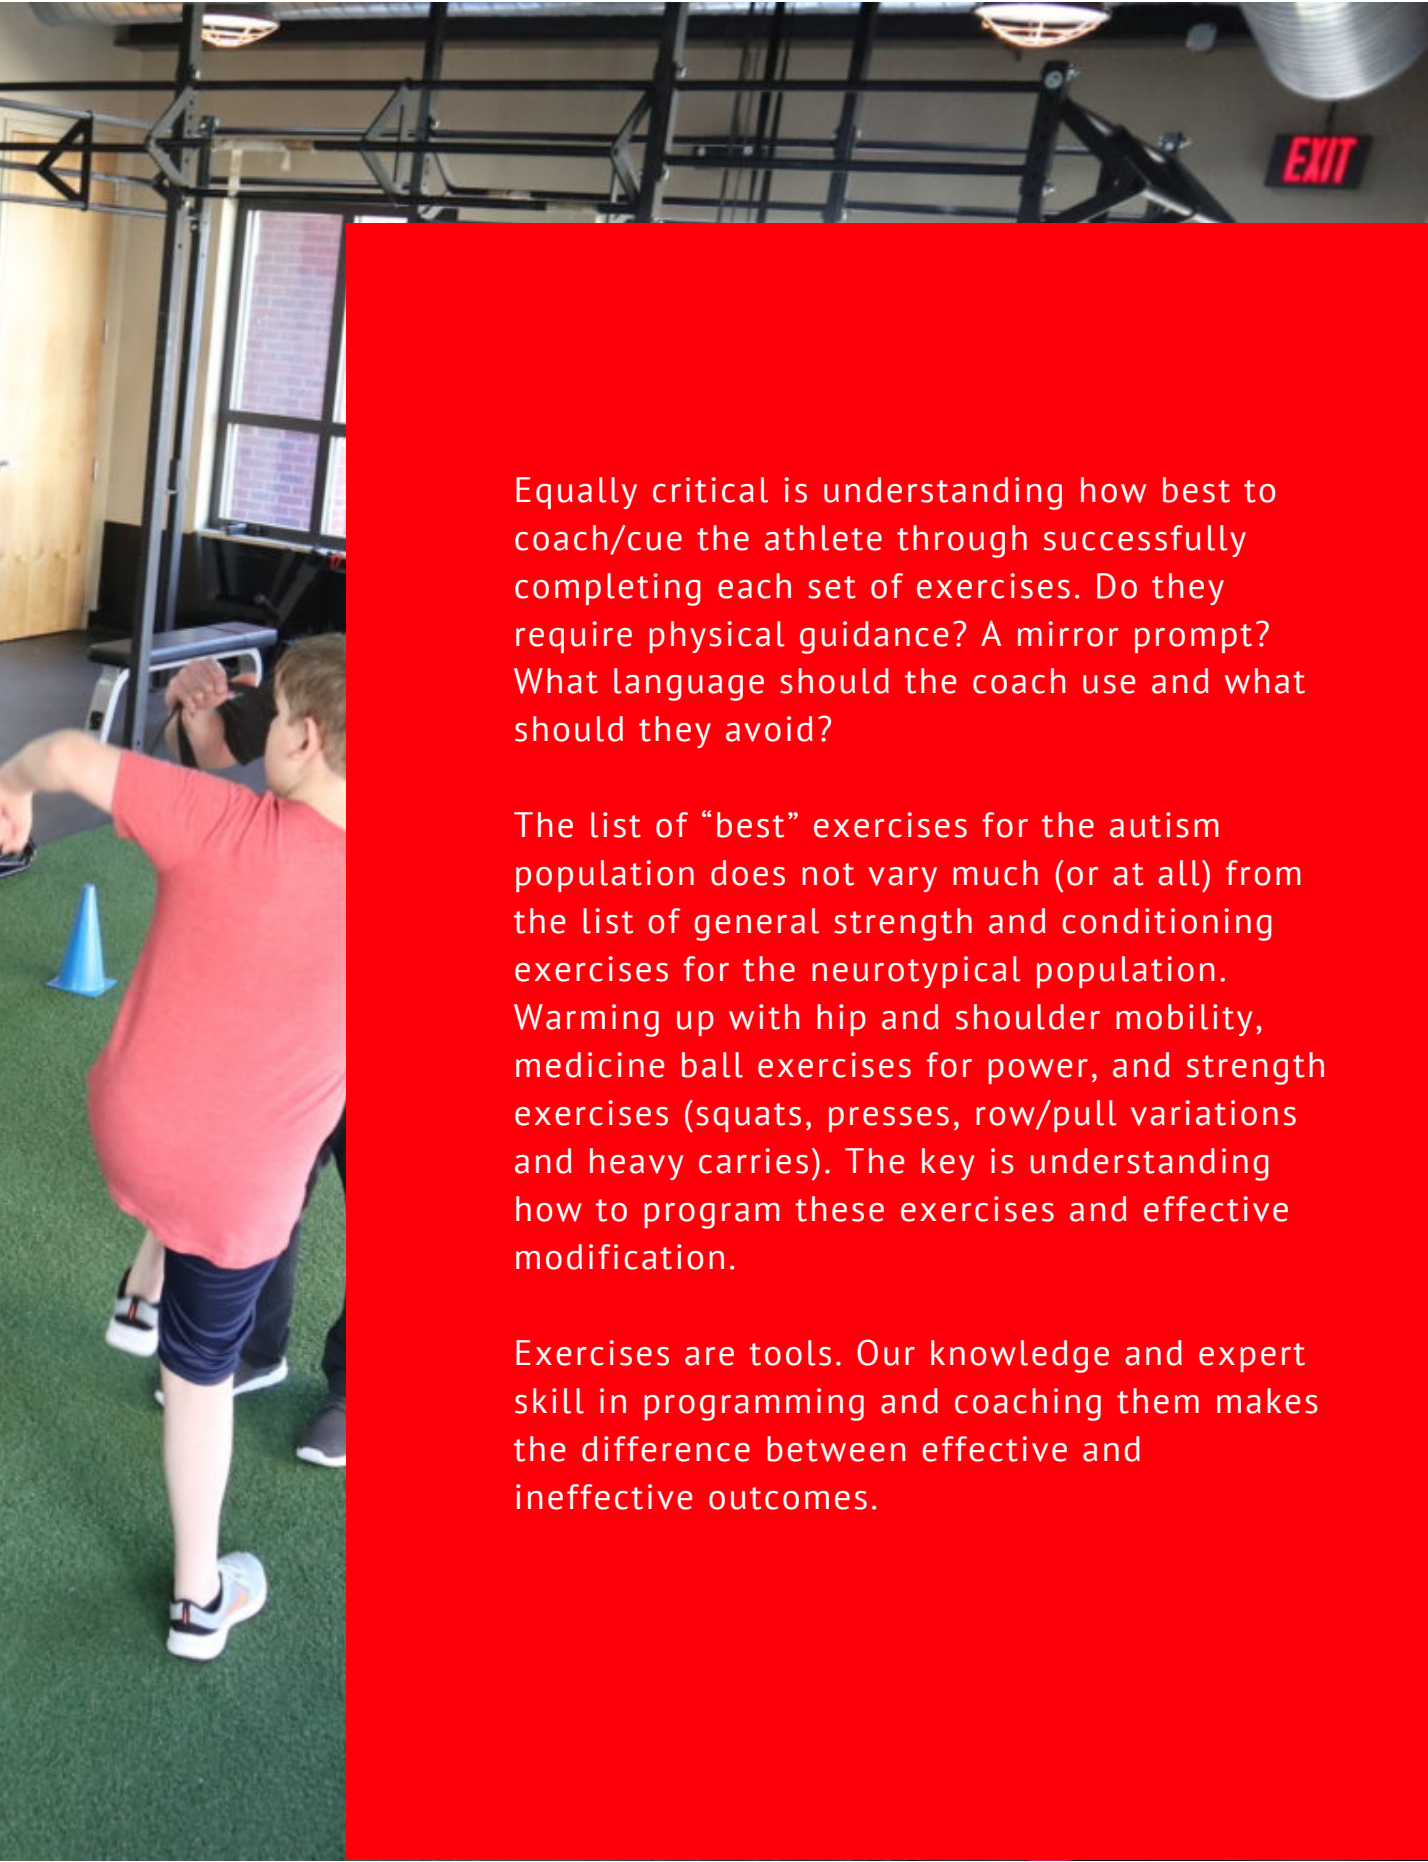 EXIT
Equally critical is understanding how best to
coach/cue the athlete through successfully
completing each set of exercises. Do they
require physical guidance? A mirror prompt?
What language should the coach use and what
should they avoid?
The list of “best” exercises for the autism
population does not vary much (or at all) from
the list of general strength and conditioning
exercises for the neurotypical population.
Warming up with hip and shoulder mobility,
medicine ball exercises for power, and strength
exercises (squats, presses, row/pull variations
and heavy carries). The key is understanding
how to program these exercises and effective
modification.
Exercises are tools. Our knowledge and expert
skill in programming and coaching them makes
the difference between effective and
ineffective outcomes.